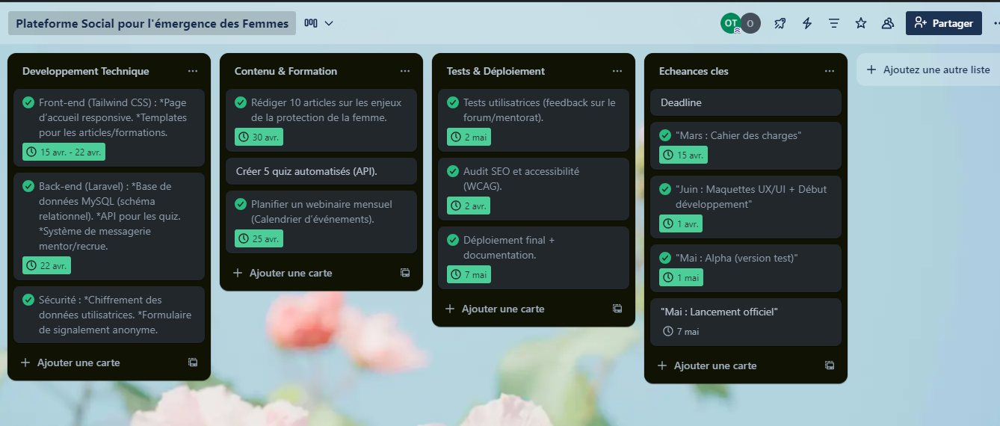 Plateforme Social pour l'émergence des Femmes
OT
O
Partager
Developpement Technique
Front-end (Tailwind CSS) : *Page
d'accueil responsive. *Templates
pour les articles/formations.
15 avr. - 22 avr.
Back-end (Laravel) : *Base de
données MySQL (schéma
relationnel). *API pour les quiz.
*Système de messagerie
mentor/recrue.
22 avr.
Sécurité : *Chiffrement des
données utilisatrices. *Formulaire
de signalement anonyme.
Ajouter une carte
Contenu & Formation
Rédiger 10 articles sur les enjeux
de la protection de la femme.
30 avr.
Créer 5 quiz automatisés (API).
Planifier un webinaire mensuel
(Calendrier d'événements).
25 avr.
Ajouter une carte
Tests & Déploiement
Tests utilisatrices (feedback sur le
forum/mentorat).
2 mai
Audit SEO et accessibilité
(WCAG).
2 avr.
Déploiement final +
documentation.
7 mai
Ajouter une carte
Echeances cles
Deadline
"Mars : Cahier des charges"
15 avr.
"Juin : Maquettes UX/UI + Début
développement"
1 avr.
"Mai : Alpha (version test)"
1 mai
"Mai : Lancement officiel"
7 mai
Ajouter une carte
Ajoutez une autre liste